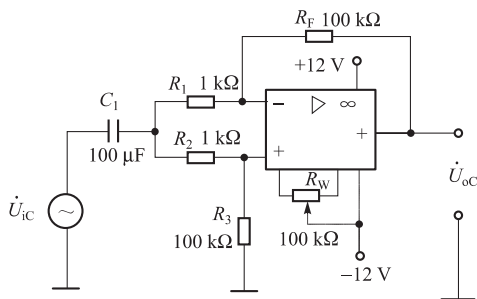 R_F 100 kΩ
+12 V
R_1 1 kΩ
C_1
− ▷ ∞
+
100 μF
R_2 1 kΩ
+
U̇_iC
~
R_W
U̇_oC
R_3
100 kΩ
100 kΩ
−12 V